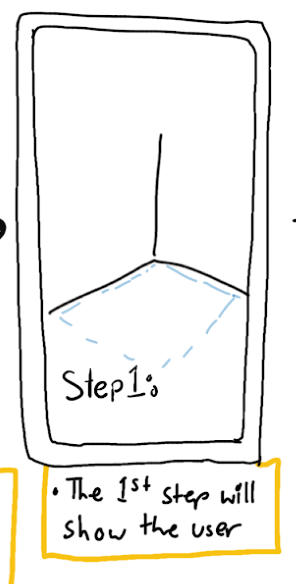 Step1:
• The 1st step will
show the user